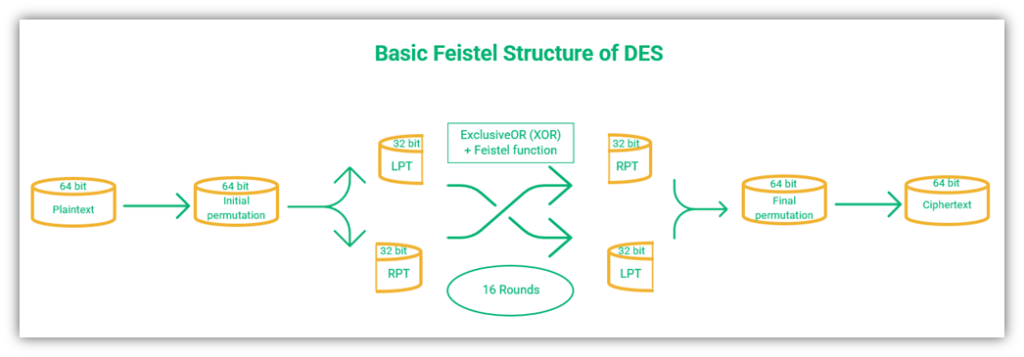 Basic Feistel Structure of DES
64 bit
Plaintext
64 bit
Initial
permutation
32 bit
LPT
32 bit
RPT
ExclusiveOR (XOR)
+ Feistel function
16 Rounds
32 bit
RPT
32 bit
LPT
64 bit
Final
permutation
64 bit
Ciphertext